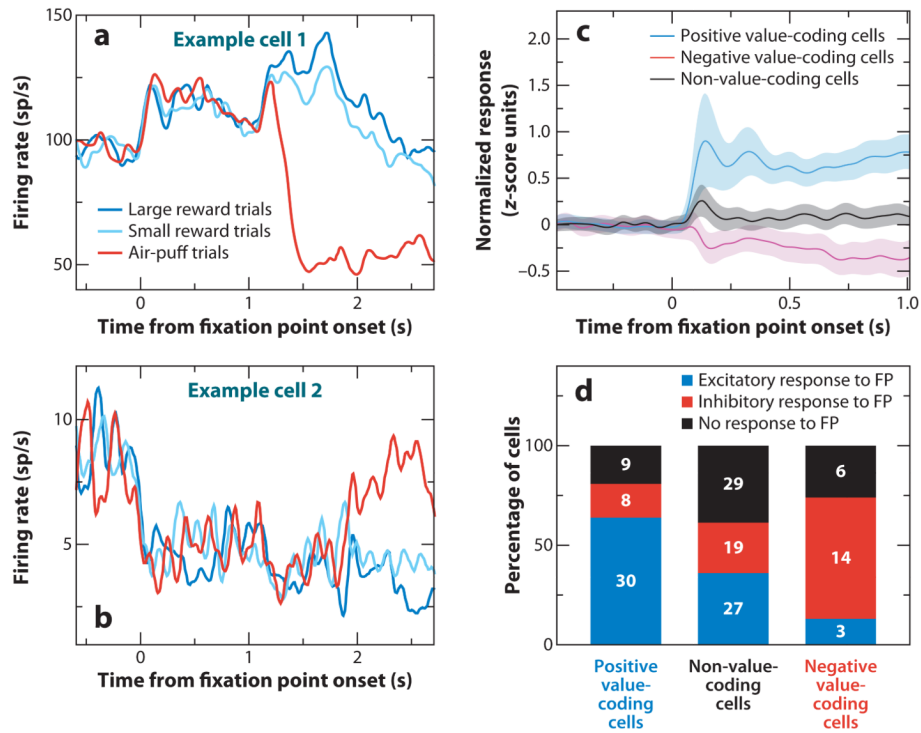 a
Example cell 1
150
100
50
Firing rate (sp/s)
Large reward trials
Small reward trials
Air-puff trials
0
1
2
Time from fixation point onset (s)
c
Positive value-coding cells
Negative value-coding cells
Non-value-coding cells
2.0
1.5
1.0
0.5
0
−0.5
Normalized response
(z-score units)
0
0.5
1.0
Time from fixation point onset (s)
b
Example cell 2
10
5
Firing rate (sp/s)
0
1
2
Time from fixation point onset (s)
d
Excitatory response to FP
Inhibitory response to FP
No response to FP
100
50
0
Percentage of cells
9
8
30
29
19
27
6
14
3
Positive
value-
coding
cells
Non-value-
coding
cells
Negative
value-
coding
cells